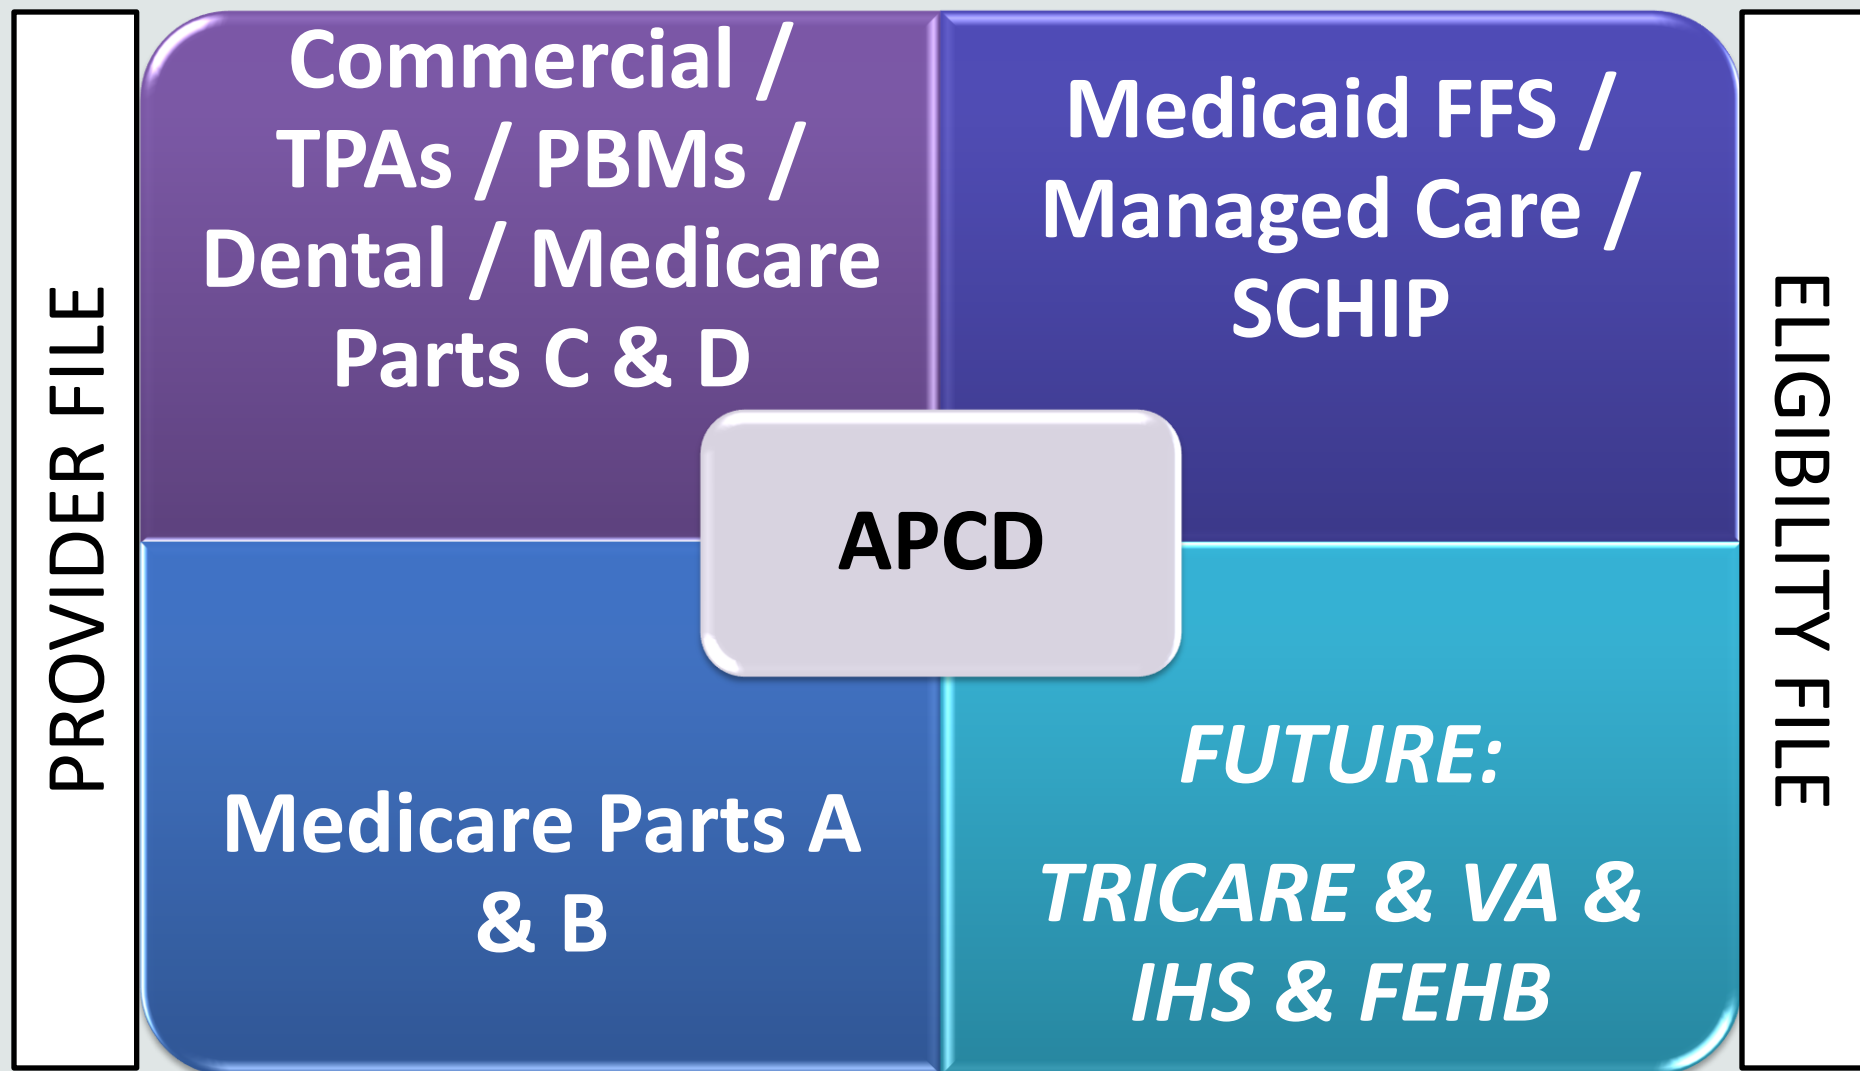 PROVIDER FILE
Commercial /
TPAs / PBMs /
Dental / Medicare
Parts C & D
Medicaid FFS /
Managed Care /
SCHIP
APCD
Medicare Parts A
& B
FUTURE:
TRICARE & VA &
IHS & FEHB
ELIGIBILITY FILE